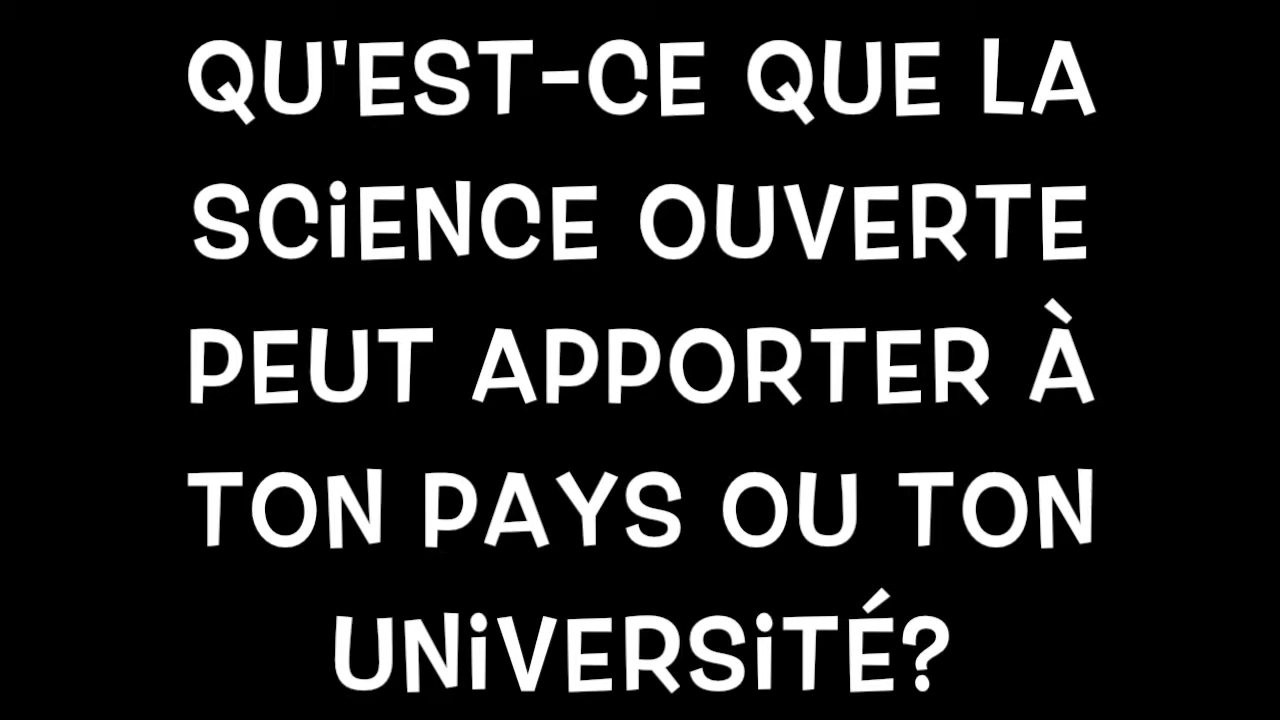 QU'EST-CE QUE LA
SCIENCE OUVERTE
PEUT APPORTER À
TON PAYS OU TON
UNIVERSITÉ?